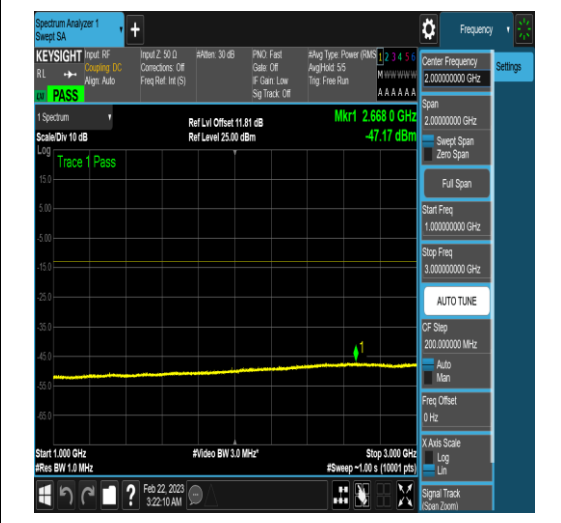 Spectrum Analyzer 1
Swept SA
+
Frequency
KEYSIGHT
RL
Input: RF
Coupling: DC
Align: Auto
Input Z: 50 Ω
Corrections: Off
Freq Ref: Int (S)
#Atten: 30 dB
PNO: Fast
Gate: Off
IF Gain: Low
Sig Track: Off
#Avg Type: Power (RMS
Avg|Hold: 5/5
Trig: Free Run
1 2 3 4 5 6
M W W W W W
A A A A A A
PASS
1 Spectrum
Scale/Div 10 dB
Ref Lvl Offset 11.81 dB
Ref Level 25.00 dBm
Mkr1 2.668 0 GHz
-47.17 dBm
Log
Trace 1 Pass
15.0
5.00
-5.00
-15.0
-25.0
-35.0
-45.0
-55.0
-65.0
1
Start 1.000 GHz
#Res BW 1.0 MHz
#Video BW 3.0 MHz*
Stop 3.000 GHz
#Sweep ~1.00 s (10001 pts)
Feb 22, 2023
3:22:10 AM
?
Center Frequency
2.000000000 GHz
Settings
Span
2.00000000 GHz
Swept Span
Zero Span
Full Span
Start Freq
1.000000000 GHz
Stop Freq
3.000000000 GHz
AUTO TUNE
CF Step
200.000000 MHz
Auto
Man
Freq Offset
0 Hz
X Axis Scale
Log
Lin
Signal Track
(Span Zoom)